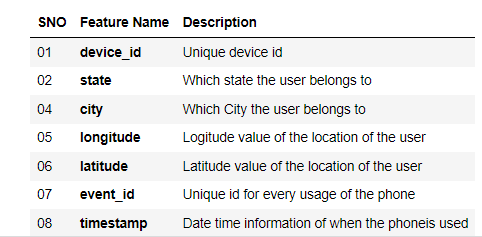 SNO Feature Name Description
01 device_id Unique device id
02 state Which state the user belongs to
04 city Which City the user belongs to
05 longitude Logitude value of the location of the user
06 latitude Latitude value of the location of the user
07 event_id Unique id for every usage of the phone
08 timestamp Date time information of when the phoneis used